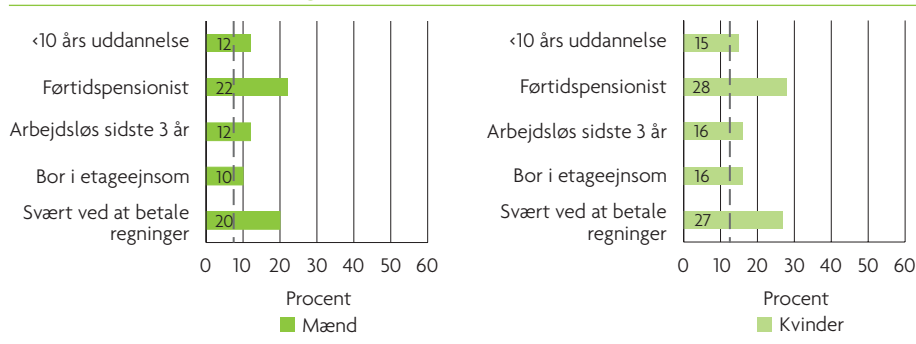 <10 års uddannelse
12
Førtidspensionist
22
Arbejdsløs sidste 3 år
12
Bor i etageejnsom
10
Svært ved at betale
regninger
20
0 10 20 30 40 50 60
Procent
Mænd
<10 års uddannelse
15
Førtidspensionist
28
Arbejdsløs sidste 3 år
16
Bor i etageejnsom
16
Svært ved at betale
regninger
27
0 10 20 30 40 50 60
Procent
Kvinder